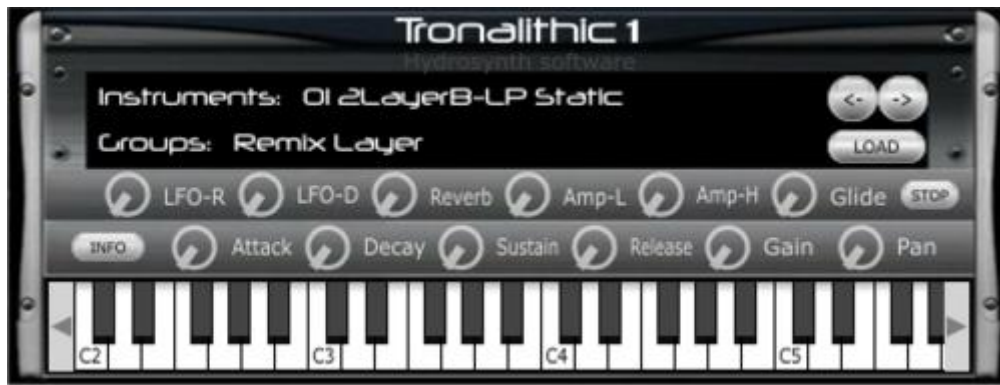 Tronalithic 1
Hydrosynth software
Instruments: 01 2LayerB-LP Static
<- ->
Groups: Remix Layer
LOAD
LFO-R LFO-D Reverb Amp-L Amp-H Glide STOP
INFO Attack Decay Sustain Release Gain Pan
C2 C3 C4 C5